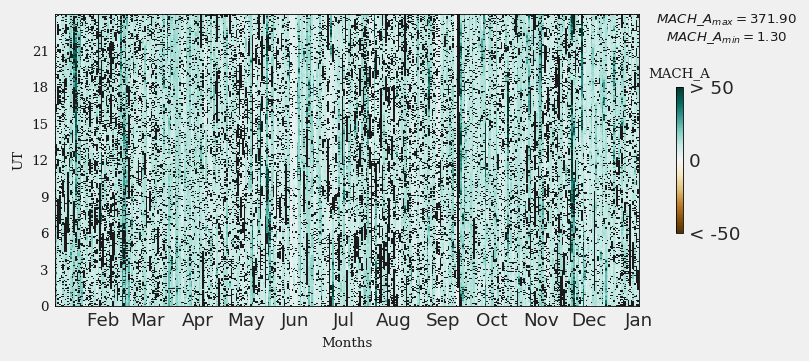 MACH_A_max = 371.90
MACH_A_min = 1.30
MACH_A
> 50
0
< -50
21
18
15
12
9
6
3
0
UT
Feb Mar Apr May Jun Jul Aug Sep Oct Nov Dec Jan
Months